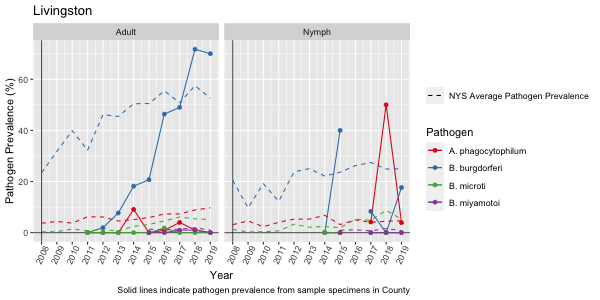 Livingston
Adult
Nymph
Pathogen Prevalence (%)
60
40
20
0
2008 2009 2010 2011 2012 2013 2014 2015 2016 2017 2018 2019
2008 2009 2010 2011 2012 2013 2014 2015 2016 2017 2018 2019
Year
NYS Average Pathogen Prevalence
Pathogen
A. phagocytophilum
B. burgdorferi
B. microti
B. miyamotoi
Solid lines indicate pathogen prevalence from sample specimens in County